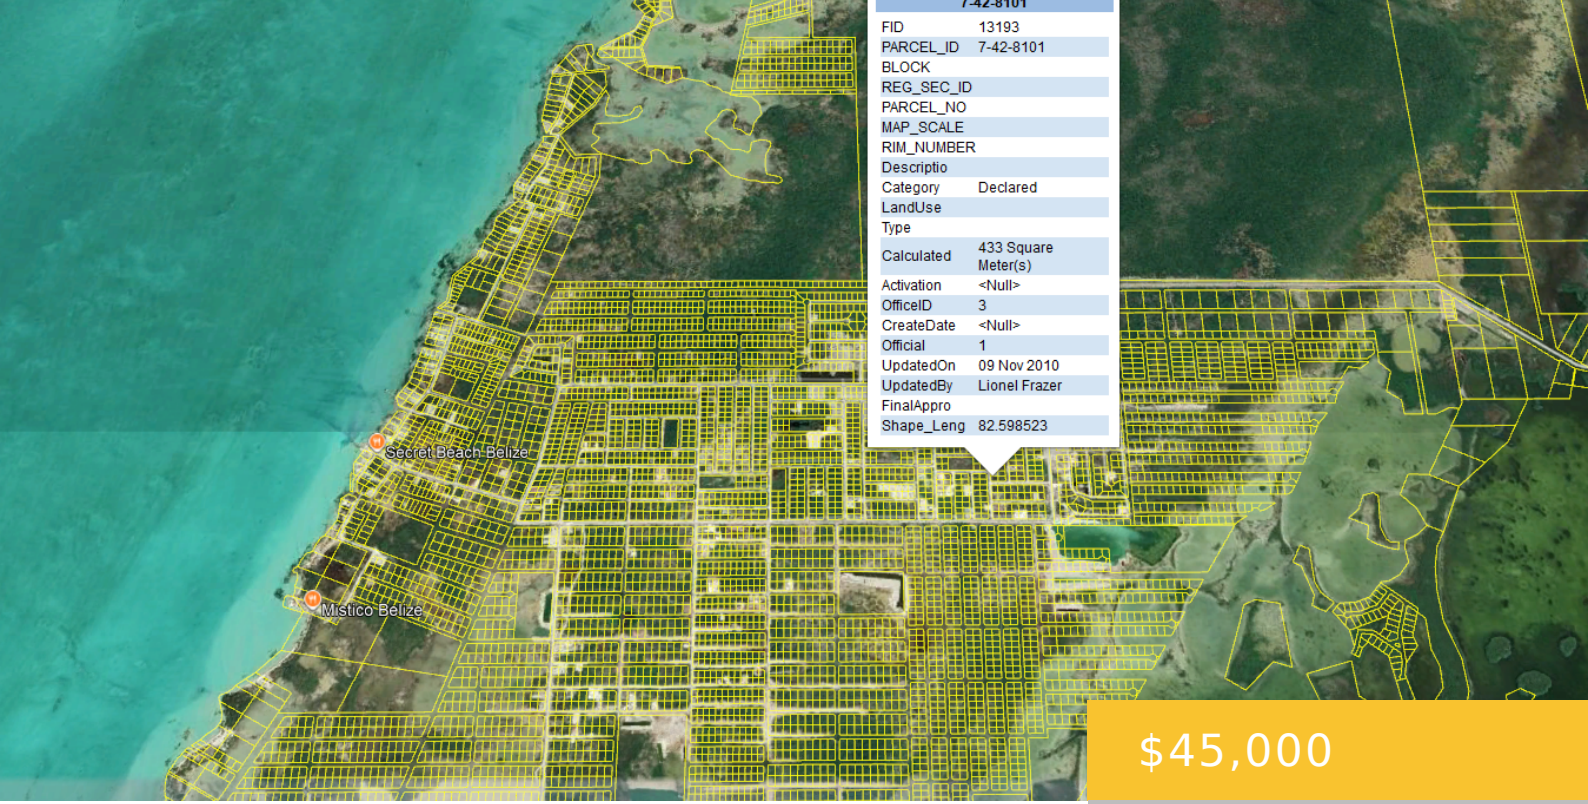 7-42-8101
FID 13193
PARCEL_ID 7-42-8101
BLOCK
REG_SEC_ID
PARCEL_NO
MAP_SCALE
RIM_NUMBER
Descriptio
Category Declared
LandUse
Type
Calculated 433 Square
Meter(s)
Activation <Null>
OfficeID 3
CreateDate <Null>
Official 1
UpdatedOn 09 Nov 2010
UpdatedBy Lionel Frazer
FinalAppro
Shape_Leng 82.598523
Secret Beach Belize
Mistico Belize
$45,000